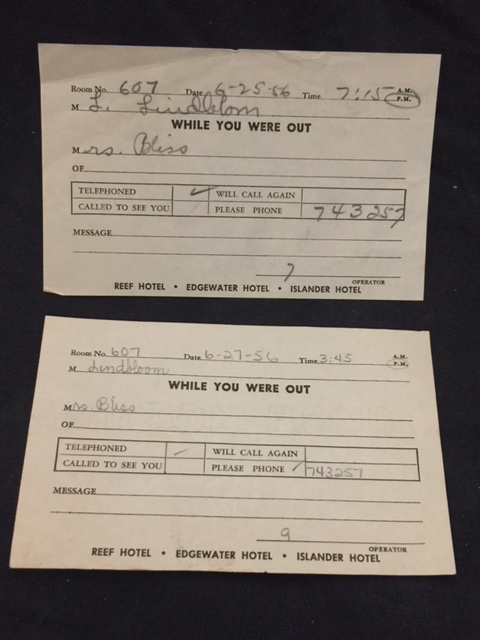 Room No. 607 Date 6-25-56 Time 7:15 A.M. P.M.
M L. Lindblom
WHILE YOU WERE OUT
Mrs. Bliss
OF
TELEPHONED ✓ WILL CALL AGAIN
CALLED TO SEE YOU PLEASE PHONE 743257
MESSAGE
7
OPERATOR
REEF HOTEL • EDGEWATER HOTEL • ISLANDER HOTEL
Room No. 607 Date 6-27-56 Time 3:45 A.M. P.M.
M Lindbloom
WHILE YOU WERE OUT
Mrs. Bliss
OF
TELEPHONED ✓ WILL CALL AGAIN
CALLED TO SEE YOU PLEASE PHONE ✓ 743257
MESSAGE
9
OPERATOR
REEF HOTEL • EDGEWATER HOTEL • ISLANDER HOTEL